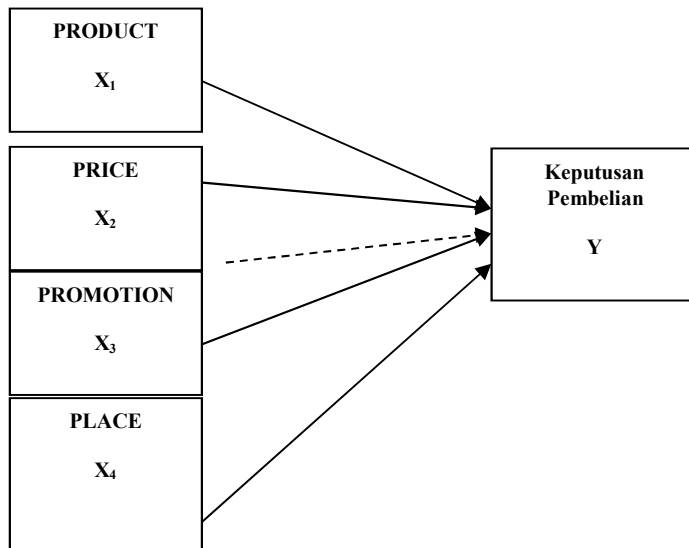 PRODUCT
X₁
PRICE
X₂
PROMOTION
X₃
PLACE
X₄
Keputusan
Pembelian
Y